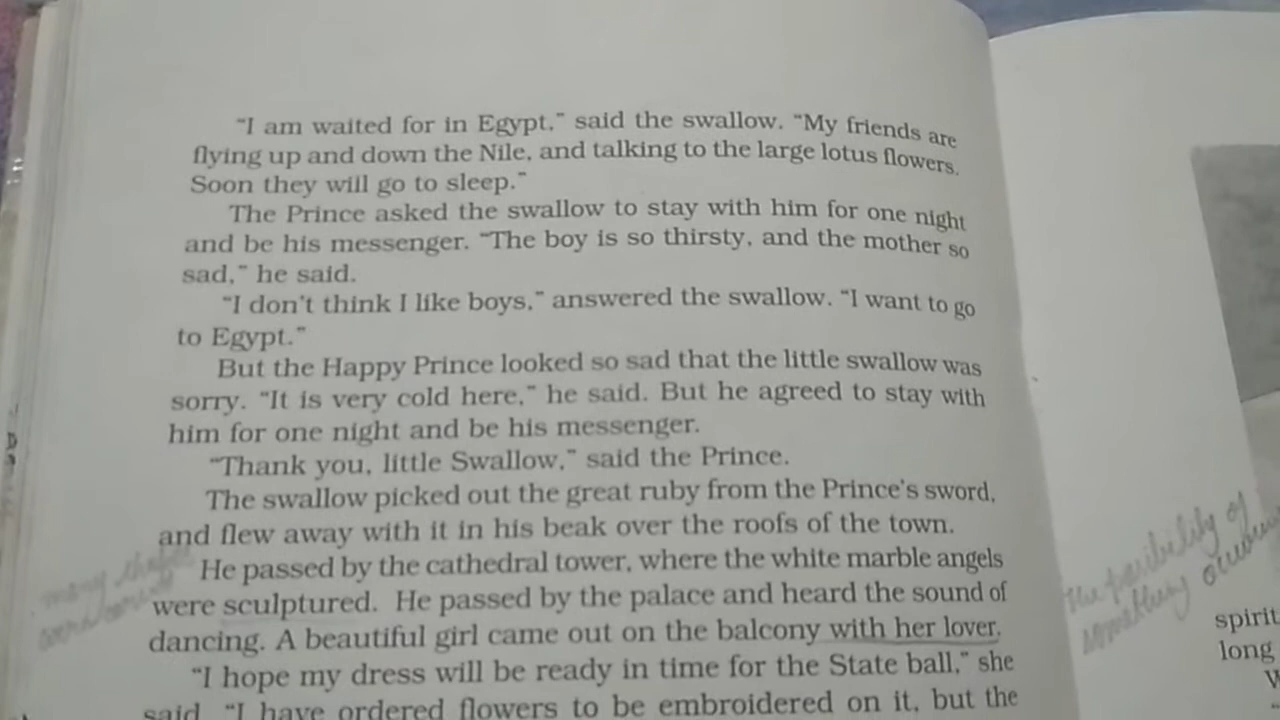 "I am waited for in Egypt," said the swallow. "My friends are
flying up and down the Nile, and talking to the large lotus flowers.
Soon they will go to sleep."
The Prince asked the swallow to stay with him for one night
and be his messenger. "The boy is so thirsty, and the mother so
sad," he said.
"I don't think I like boys," answered the swallow. "I want to go
to Egypt."
But the Happy Prince looked so sad that the little swallow was
sorry. "It is very cold here," he said. But he agreed to stay with
him for one night and be his messenger.
"Thank you, little Swallow," said the Prince.
The swallow picked out the great ruby from the Prince's sword,
and flew away with it in his beak over the roofs of the town.
He passed by the cathedral tower, where the white marble angels
were sculptured. He passed by the palace and heard the sound of
dancing. A beautiful girl came out on the balcony with her lover.
"I hope my dress will be ready in time for the State ball," she
said. "I have ordered flowers to be embroidered on it, but the
the possibility of
something
spirit
long